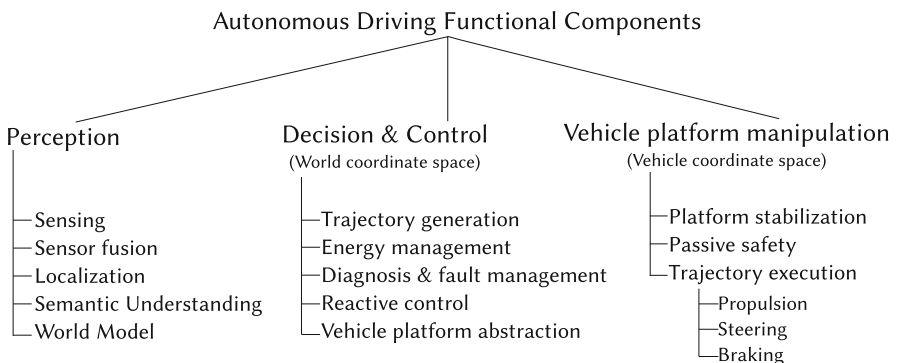 Autonomous Driving Functional Components
Perception
Sensing
Sensor fusion
Localization
Semantic Understanding
World Model
Decision & Control
(World coordinate space)
Trajectory generation
Energy management
Diagnosis & fault management
Reactive control
Vehicle platform abstraction
Vehicle platform manipulation
(Vehicle coordinate space)
Platform stabilization
Passive safety
Trajectory execution
Propulsion
Steering
Braking